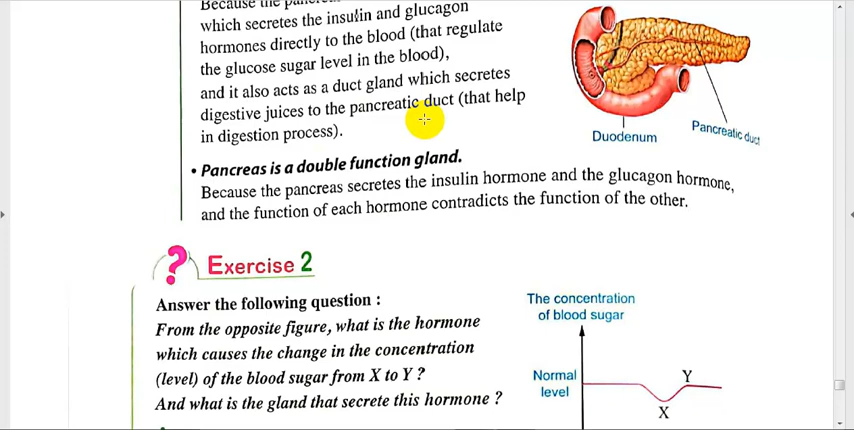 Because the
which secretes the insulin and glucagon
hormones directly to the blood (that regulate
the glucose sugar level in the blood),
and it also acts as a duct gland which secretes
digestive juices to the pancreatic duct (that help
in digestion process).
Duodenum
Pancreatic duct
• Pancreas is a double function gland.
Because the pancreas secretes the insulin hormone and the glucagon hormone,
and the function of each hormone contradicts the function of the other.
? Exercise 2
Answer the following question :
From the opposite figure, what is the hormone
which causes the change in the concentration
(level) of the blood sugar from X to Y ?
And what is the gland that secrete this hormone ?
The concentration
of blood sugar
Normal
level
Y
X